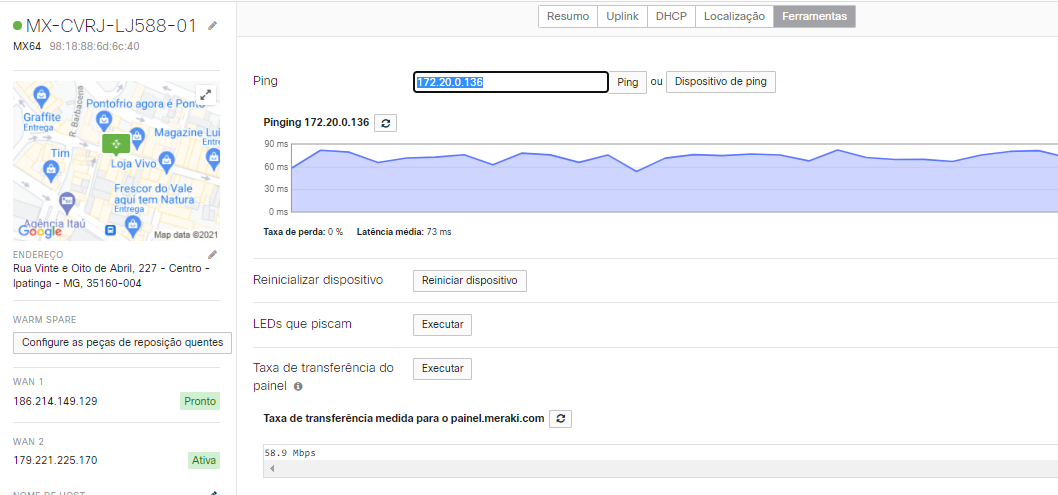 MX-CVRJ-LJ588-01
MX64 98:18:88:6d:6c:40
Graffite
Entrega
R. Barbacena
Pontofrio agora é Ponto
Entrega
Magazine Lui
Entre
Tim
Loja Vivo
Frescor do Vale
aqui tem Natura
Entrega
Agência Itaú
Google
Map data ©2021
ENDEREÇO
Rua Vinte e Oito de Abril, 227 - Centro -
Ipatinga - MG, 35160-004
WARM SPARE
Configure as peças de reposição quentes
WAN 1
186.214.149.129 Pronto
WAN 2
179.221.225.170 Ativa
NOME DE HOST
Resumo Uplink DHCP Localização Ferramentas
Ping 172.20.0.136 Ping ou Dispositivo de ping
Pinging 172.20.0.136
90 ms
60 ms
30 ms
0 ms
Taxa de perda: 0 % Latência média: 73 ms
Reinicializar dispositivo Reiniciar dispositivo
LEDs que piscam Executar
Taxa de transferência do Executar
painel
Taxa de transferência medida para o painel.meraki.com
58.9 Mbps